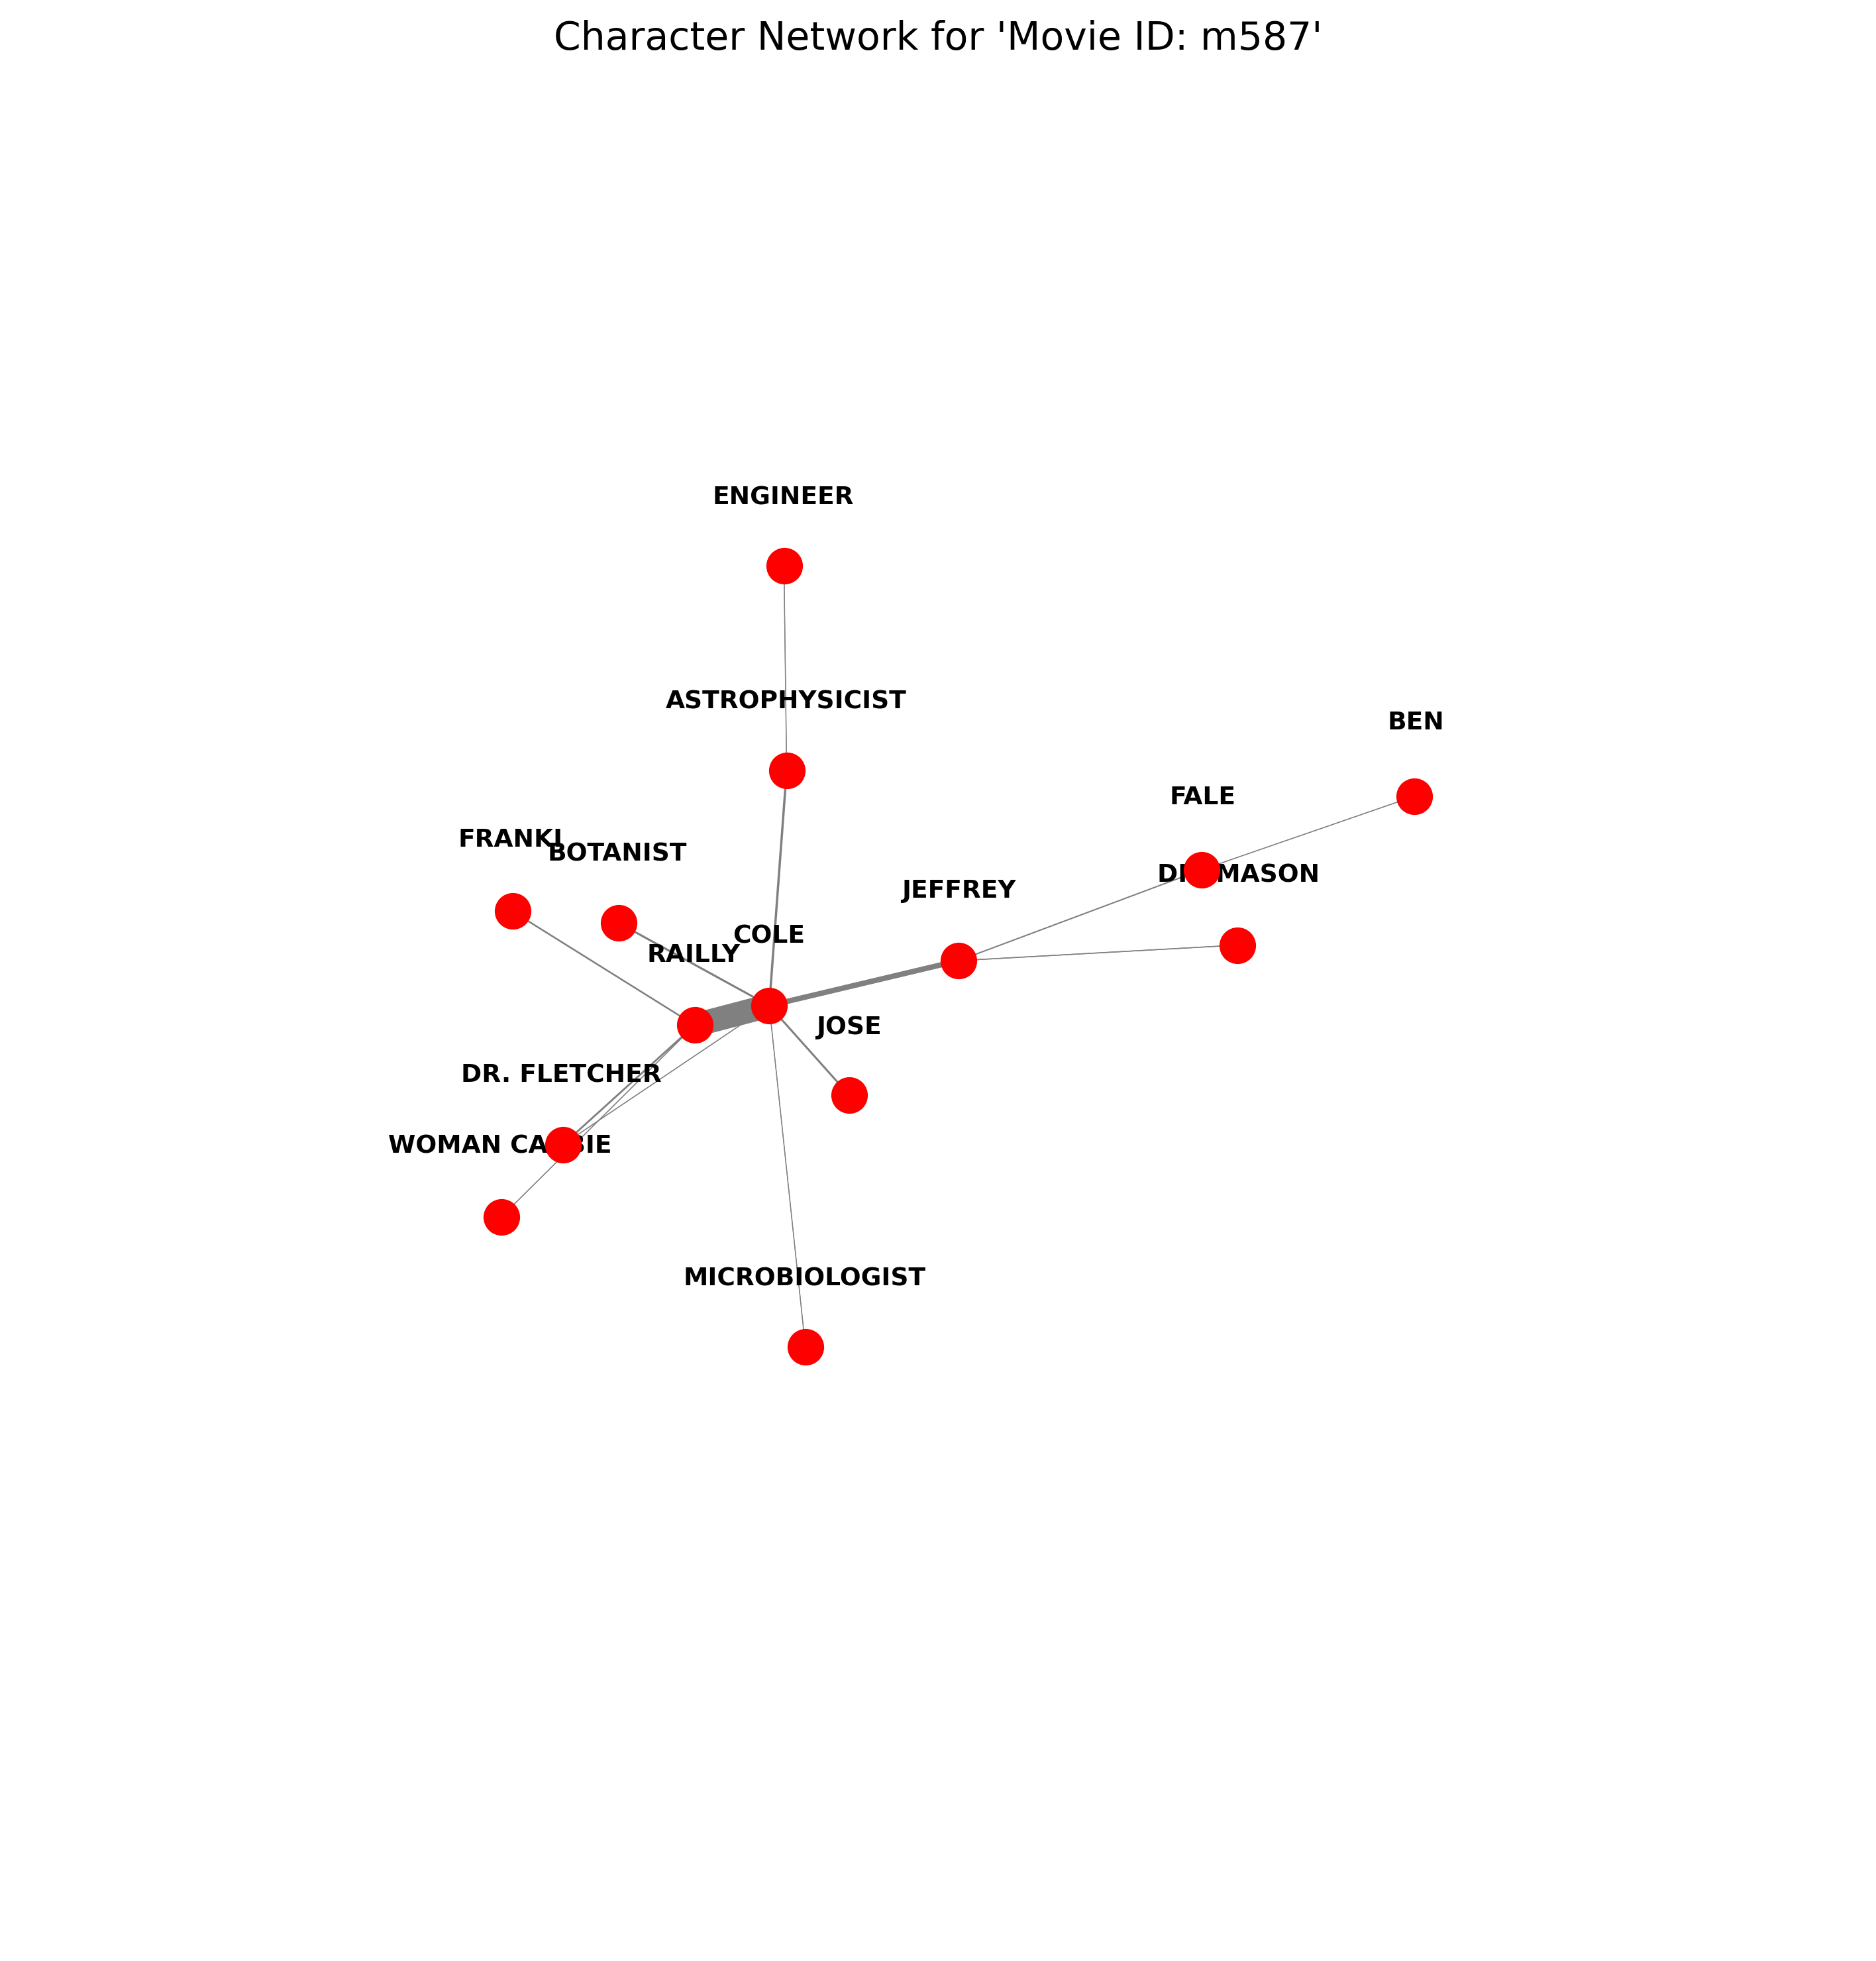 Character Network for 'Movie ID: m587'
ENGINEER
ASTROPHYSICIST
BEN
FALE
FRANKI
BOTANIST
DR. MASON
JEFFREY
COLE
RAILLY
JOSE
DR. FLETCHER
WOMAN CABBIE
MICROBIOLOGIST